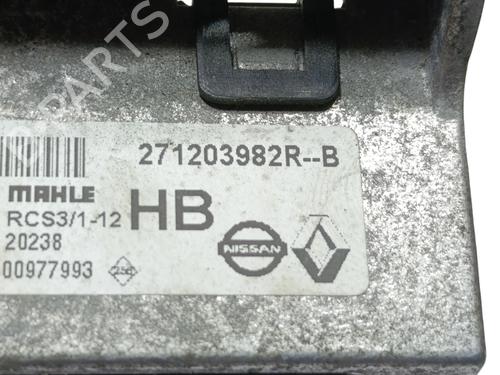 PARTS
271203982R--B
MAHLE
HB
RCS3/1-12
20238
00977993
NISSAN